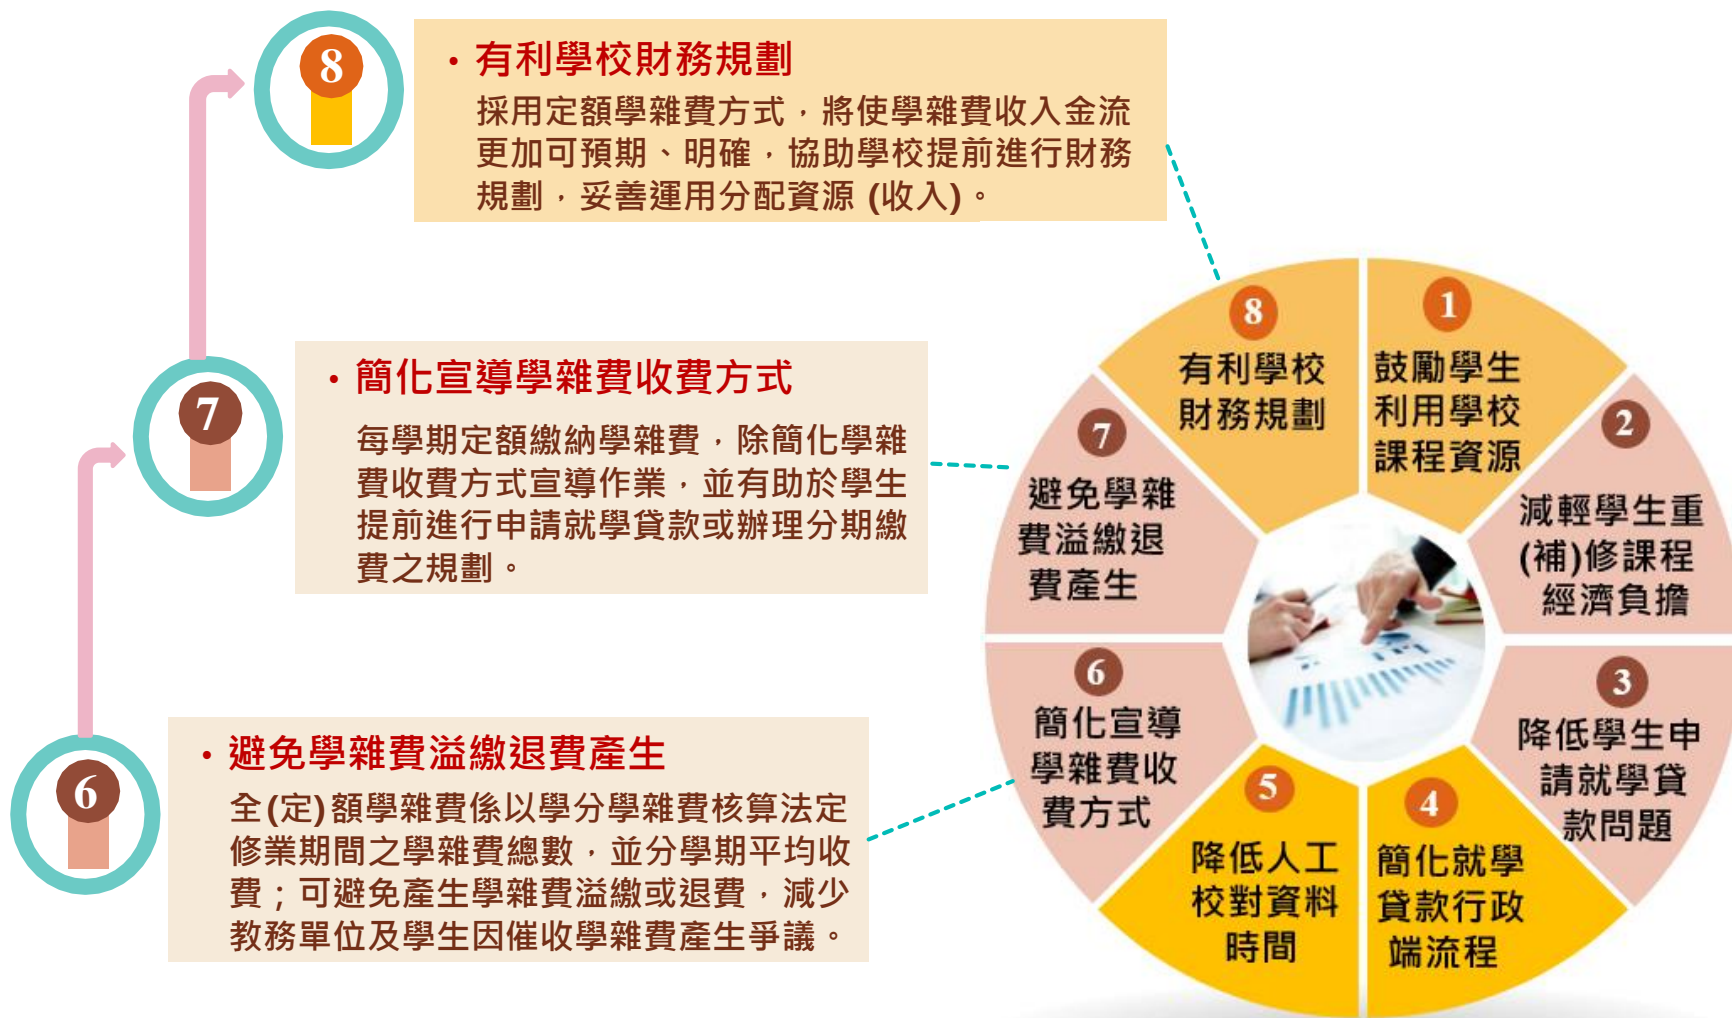 8
• 有利學校財務規劃
採用定額學雜費方式，將使學雜費收入金流
更加可預期、明確，協助學校提前進行財務
規劃，妥善運用分配資源 (收入)。
7
• 簡化宣導學雜費收費方式
每學期定額繳納學雜費，除簡化學雜
費收費方式宣導作業，並有助於學生
提前進行申請就學貸款或辦理分期繳
費之規劃。
6
• 避免學雜費溢繳退費產生
全(定)額學雜費係以學分學雜費核算法定
修業期間之學雜費總數，並分學期平均收
費；可避免產生學雜費溢繳或退費，減少
教務單位及學生因催收學雜費產生爭議。
1
鼓勵學生
利用學校
課程資源
2
減輕學生重
(補)修課程
經濟負擔
3
降低學生申
請就學貸
款問題
4
簡化就學
貸款行政
端流程
5
降低人工
校對資料
時間
6
簡化宣導
學雜費收
費方式
7
避免學雜
費溢繳退
費產生
8
有利學校
財務規劃